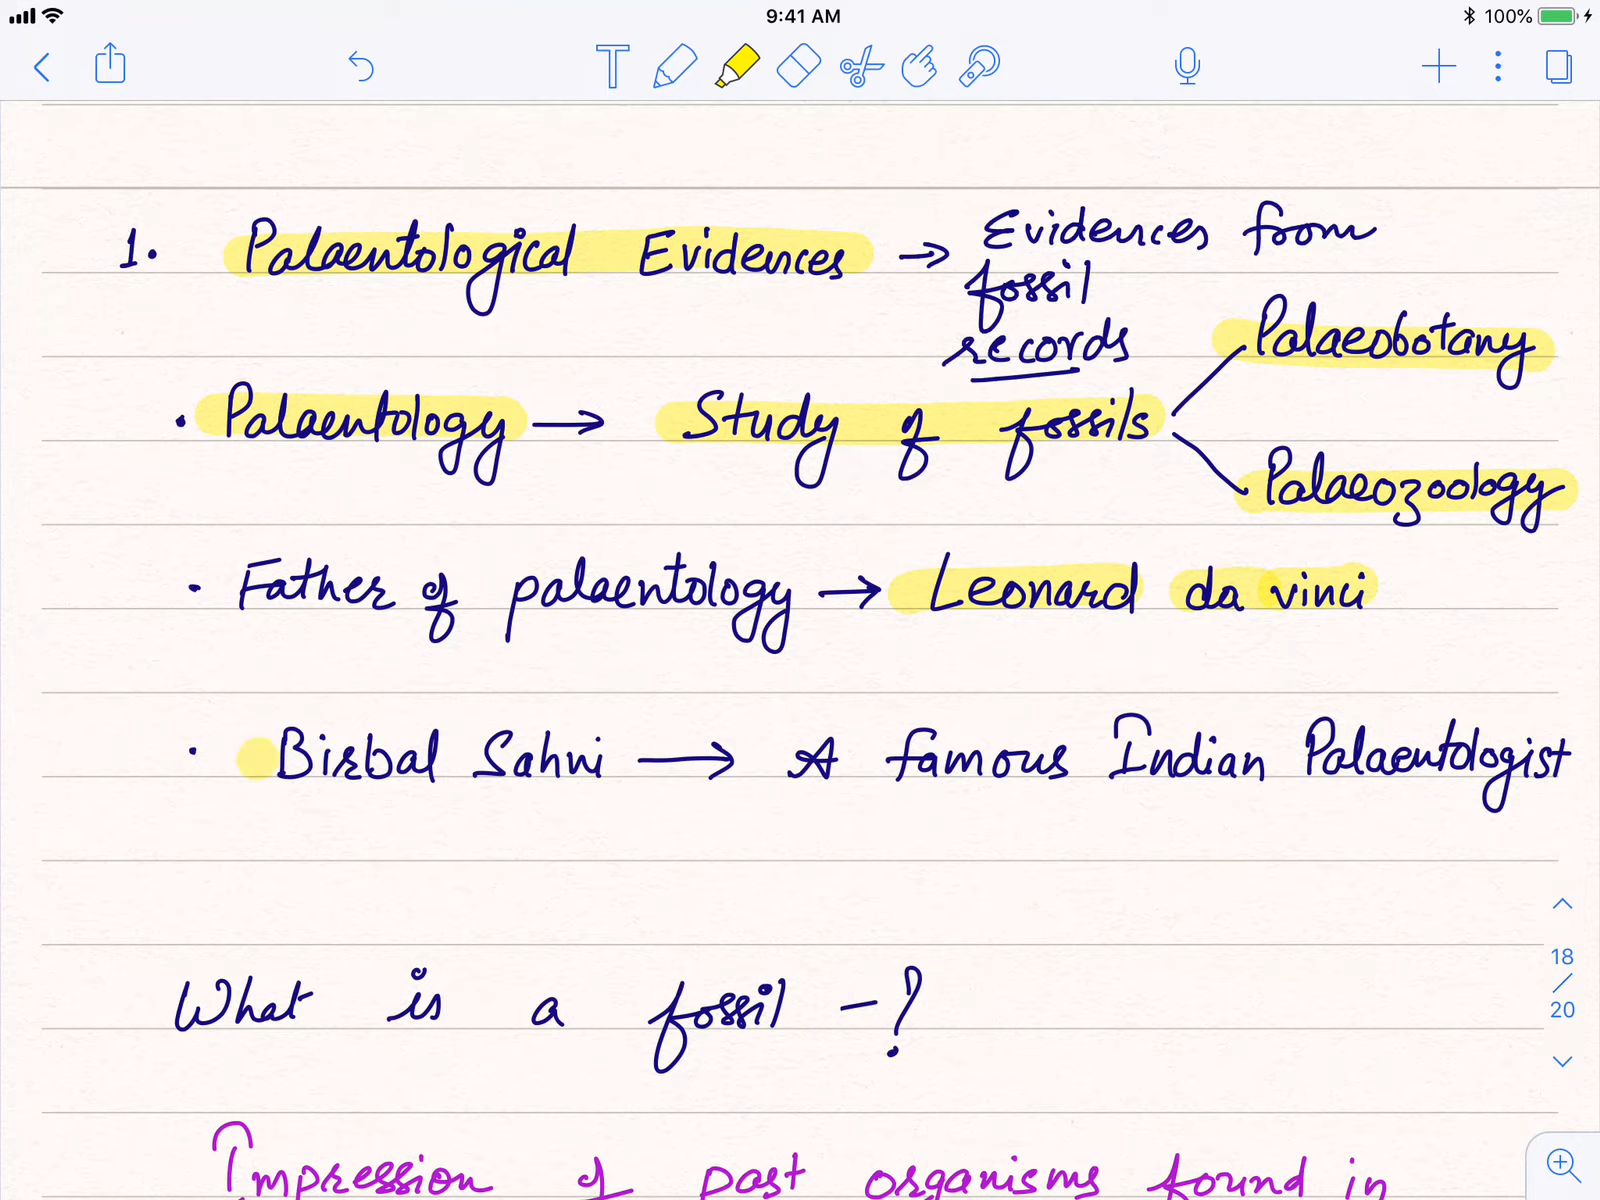 9:41 AM
100%
T
1. Palaentological Evidences → Evidences from
fossil
records
• Palaentology → Study of fossils
Palaeobotany
Palaeozoology
• Father of palaentology → Leonard da vinci
• Birbal Sahni → A famous Indian Palaentologist
What is a fossil -?
Impression of past organisms found in
18
/
20